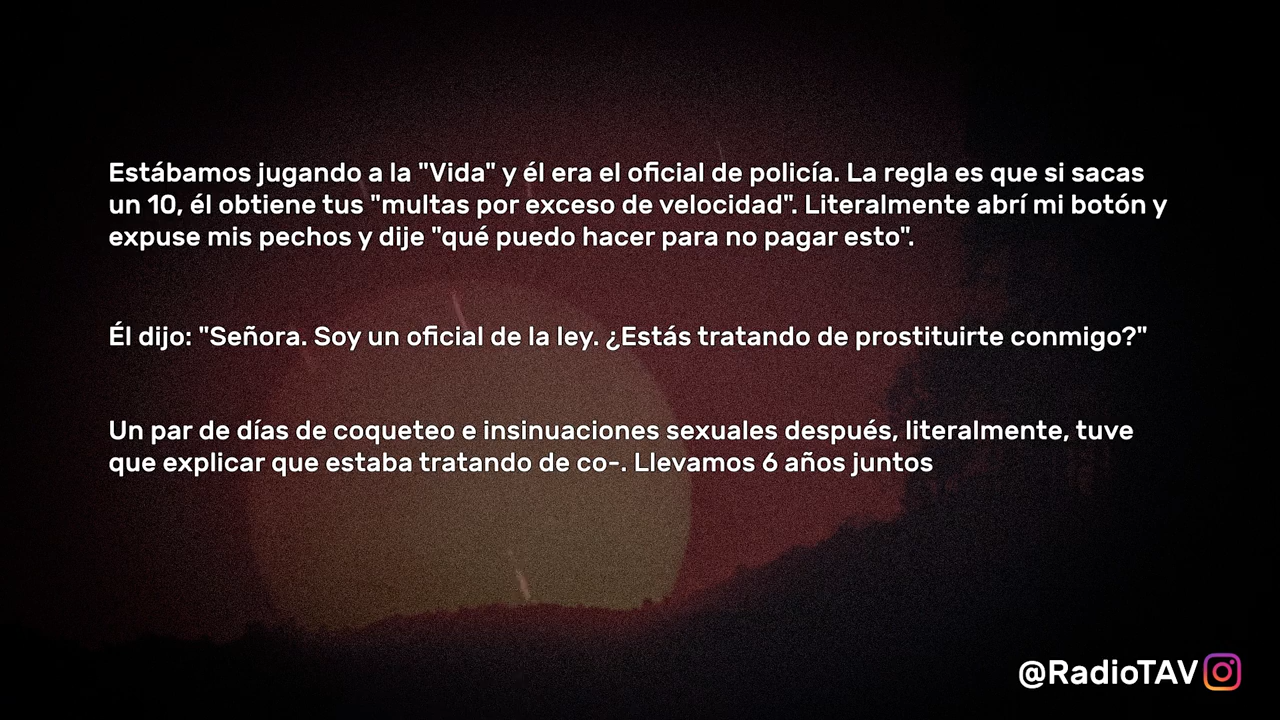 Estábamos jugando a la "Vida" y él era el oficial de policía. La regla es que si sacas
un 10, él obtiene tus "multas por exceso de velocidad". Literalmente abrí mi botón y
expuse mis pechos y dije "qué puedo hacer para no pagar esto".
Él dijo: "Señora. Soy un oficial de la ley. ¿Estás tratando de prostituirte conmigo?"
Un par de días de coqueteo e insinuaciones sexuales después, literalmente, tuve
que explicar que estaba tratando de co-. Llevamos 6 años juntos
@RadioTAV